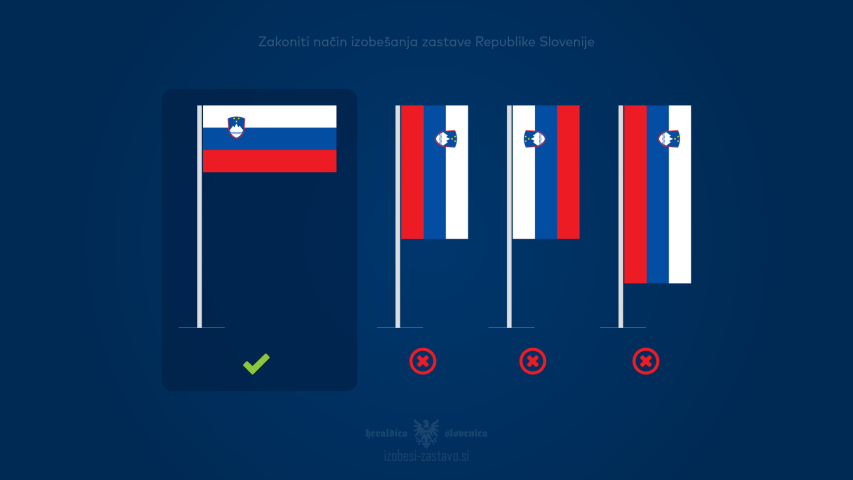 Zakoniti način izobešanja zastave Republike Slovenije
heraldica slovenica
izobesi-zastavo.si